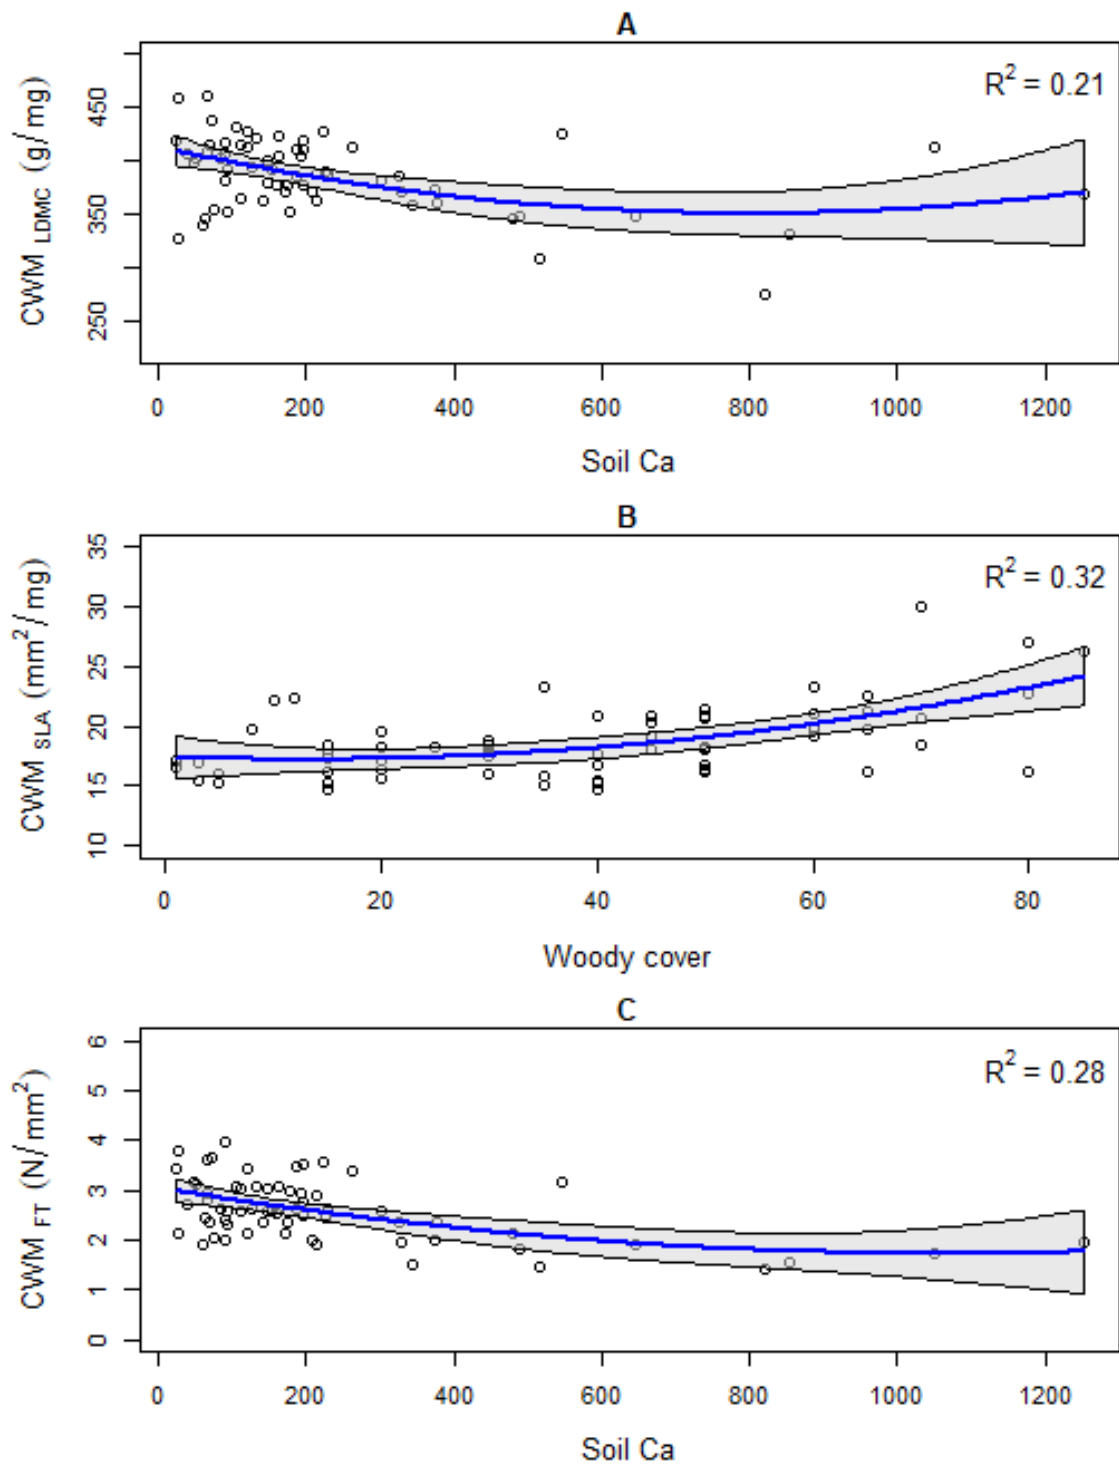 A
R² = 0.21
CWM LDMC (g/mg)
450
350
250
0 200 400 600 800 1000 1200
Soil Ca
B
R² = 0.32
CWM SLA (mm²/mg)
35
30
25
20
15
10
0 20 40 60 80
Woody cover
C
R² = 0.28
CWM FT (N/mm²)
6
5
4
3
2
1
0
0 200 400 600 800 1000 1200
Soil Ca